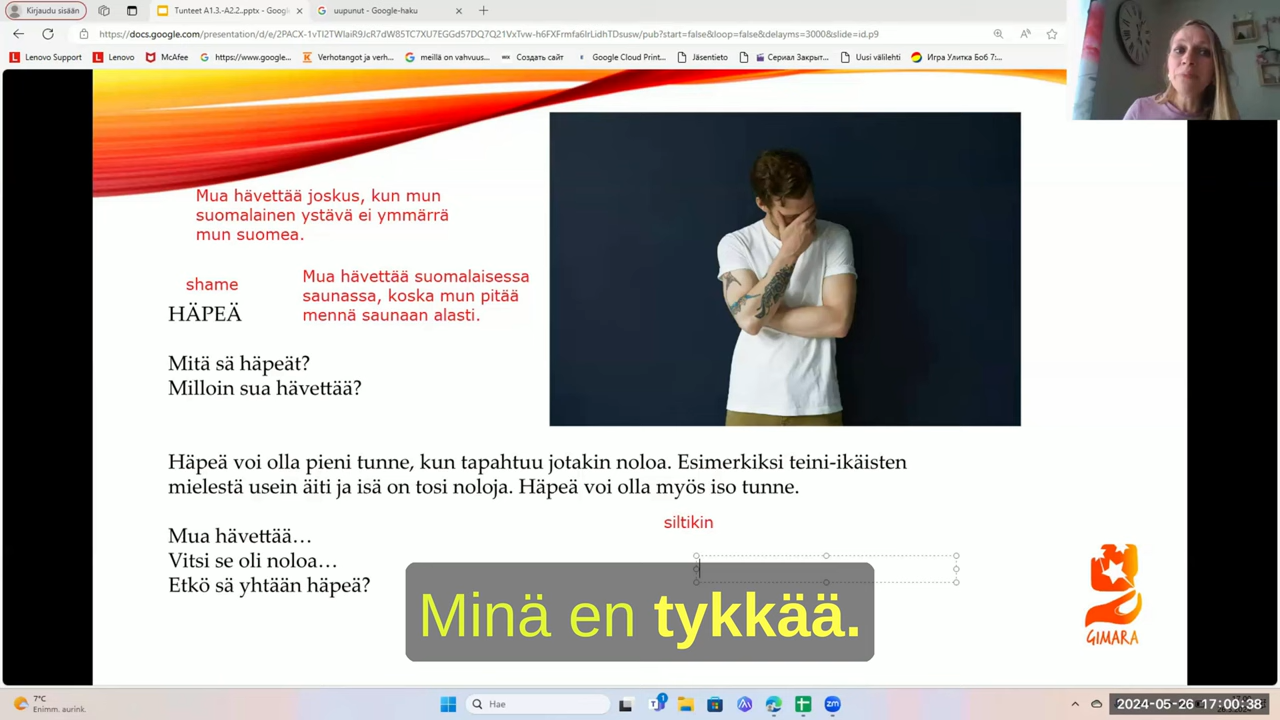 Kirjaudu sisään
Tunteet A1.3.-A2.2..pptx - Google
uupunut - Google-haku
https://docs.google.com/presentation/d/e/2PACX-1vTI2TWlaiR9JcR7dW85TC7XU7EGGd57DQ7Q21VxTvw-h6FXFrmfa6lrLidhTDsusw/pub?start=false&loop=false&delayms=3000&slide=id.p9
Lenovo Support
Lenovo
McAfee
https://www.google...
Verhotangot ja verh...
meillä on vahvuus...
Создать сайт
Google Cloud Print...
Jäsentieto
Сериал Закрыт...
Uusi välilehti
Игра Улитка Боб 7:...
Mua hävettää joskus, kun mun
suomalainen ystävä ei ymmärrä
mun suomea.
shame
Mua hävettää suomalaisessa
saunassa, koska mun pitää
mennä saunaan alasti.
HÄPEÄ
Mitä sä häpeät?
Milloin sua hävettää?
Häpeä voi olla pieni tunne, kun tapahtuu jotakin noloa. Esimerkiksi teini-ikäisten
mielestä usein äiti ja isä on tosi noloja. Häpeä voi olla myös iso tunne.
siltikin
Mua hävettää…
Vitsi se oli noloa…
Etkö sä yhtään häpeä?
Minä en tykkää.
GIMARA
7°C
Enimm. aurink.
Hae
2024-05-26 17:00:38